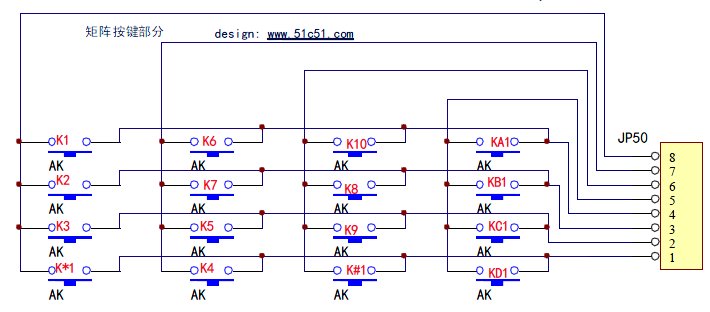 矩阵按键部分 design: www.51c51.com
JP50
K1 K6 K10 KA1
AK AK AK AK
K2 K7 K8 KB1
AK AK AK AK
K3 K5 K9 KC1
AK AK AK AK
K*1 K4 K#1 KD1
AK AK AK AK
8
7
6
5
4
3
2
1